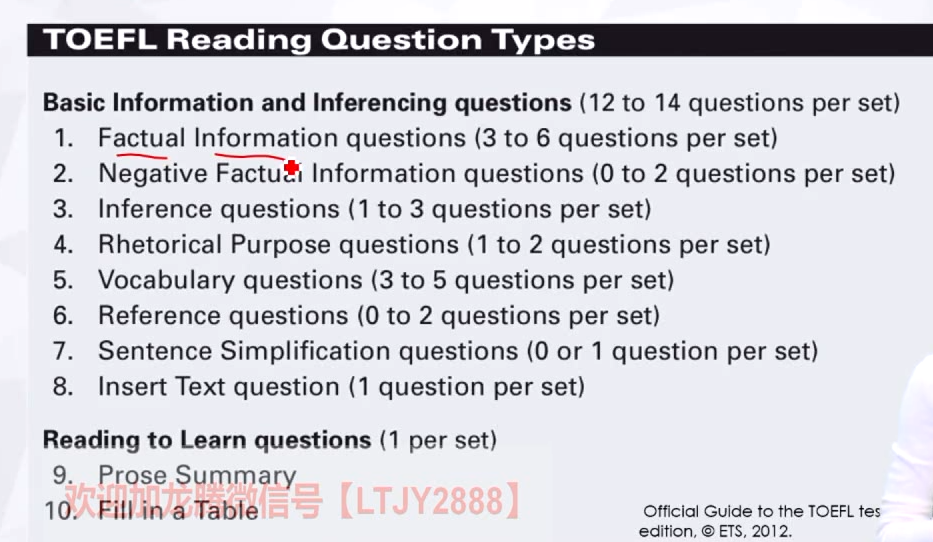 TOEFL Reading Question Types
Basic Information and Inferencing questions (12 to 14 questions per set)
1. Factual Information questions (3 to 6 questions per set)
2. Negative Factual Information questions (0 to 2 questions per set)
3. Inference questions (1 to 3 questions per set)
4. Rhetorical Purpose questions (1 to 2 questions per set)
5. Vocabulary questions (3 to 5 questions per set)
6. Reference questions (0 to 2 questions per set)
7. Sentence Simplification questions (0 or 1 question per set)
8. Insert Text question (1 question per set)
Reading to Learn questions (1 per set)
9. Prose Summary
欢迎加龙腾微信号【LTJY2888】
10. Fill in a Table
Official Guide to the TOEFL tes
edition, © ETS, 2012.